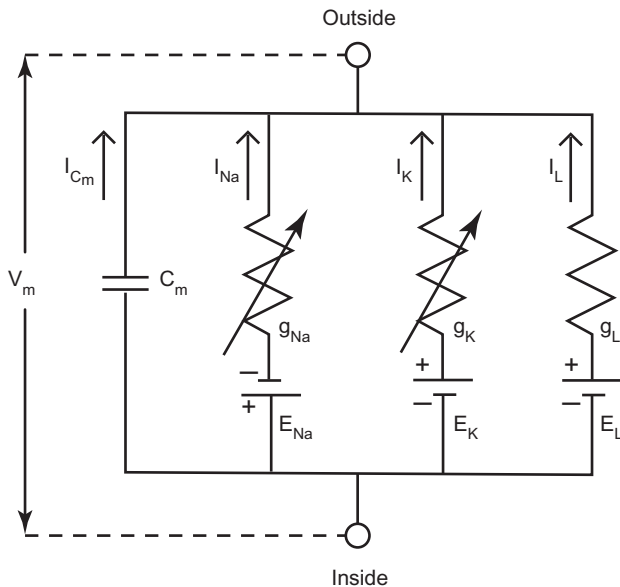 Outside
I_Cm I_Na I_K I_L
V_m C_m
g_Na g_K g_L
– + +
+ – –
E_Na E_K E_L
Inside